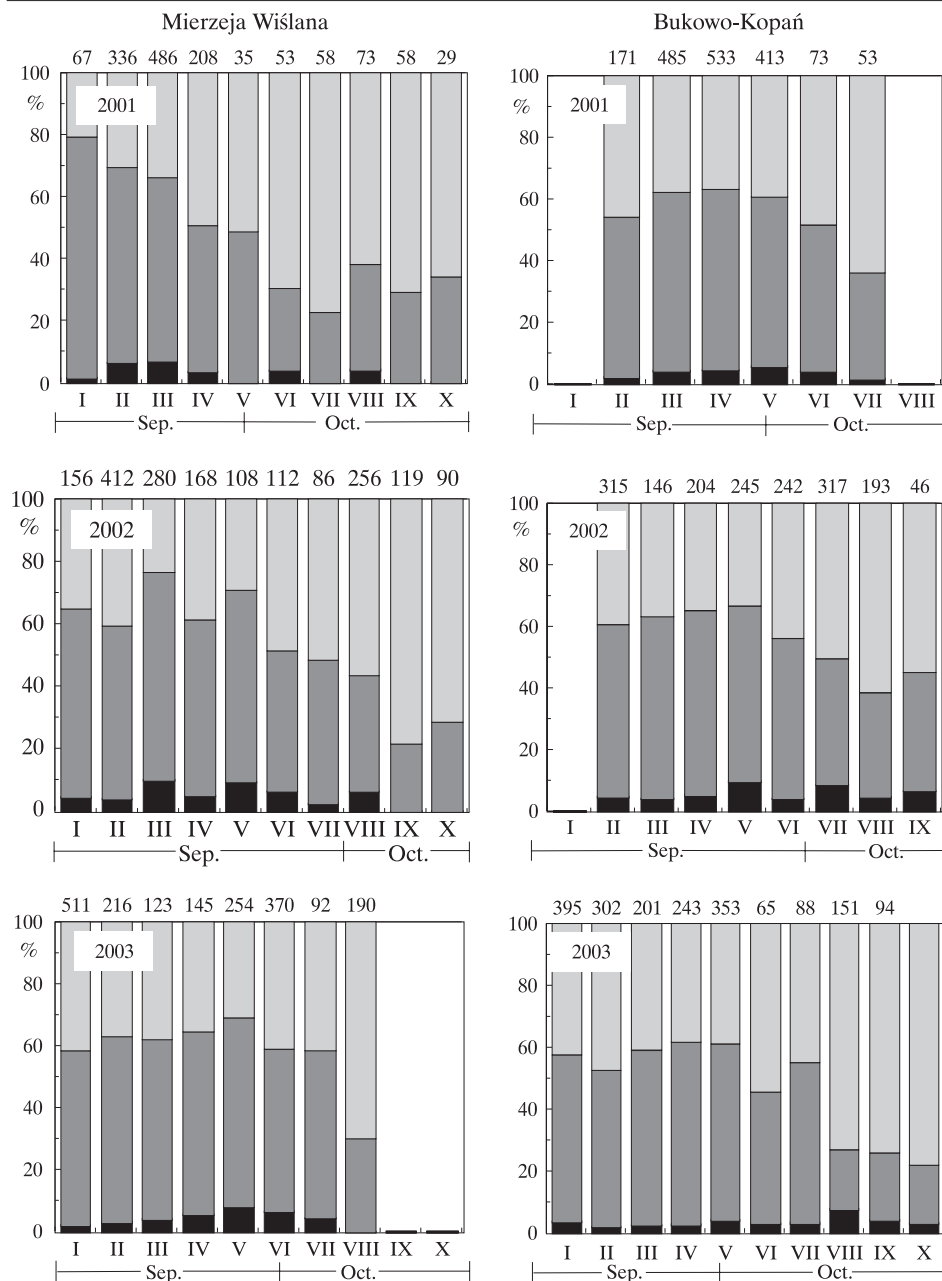 Mierzeja Wiślana
67 336 486 208 35 53 58 73 58 29
100
%
2001
80
60
40
20
0
I II III IV V VI VII VIII IX X
Sep. Oct.
Bukowo-Kopań
171 485 533 413 73 53
100
%
2001
80
60
40
20
0
I II III IV V VI VII VIII
Sep. Oct.
156 412 280 168 108 112 86 256 119 90
100
%
2002
80
60
40
20
0
I II III IV V VI VII VIII IX X
Sep. Oct.
315 146 204 245 242 317 193 46
100
%
2002
80
60
40
20
0
I II III IV V VI VII VIII IX
Sep. Oct.
511 216 123 145 254 370 92 190
100
%
2003
80
60
40
20
0
I II III IV V VI VII VIII IX X
Sep. Oct.
395 302 201 243 353 65 88 151 94
100
%
2003
80
60
40
20
0
I II III IV V VI VII VIII IX X
Sep. Oct.